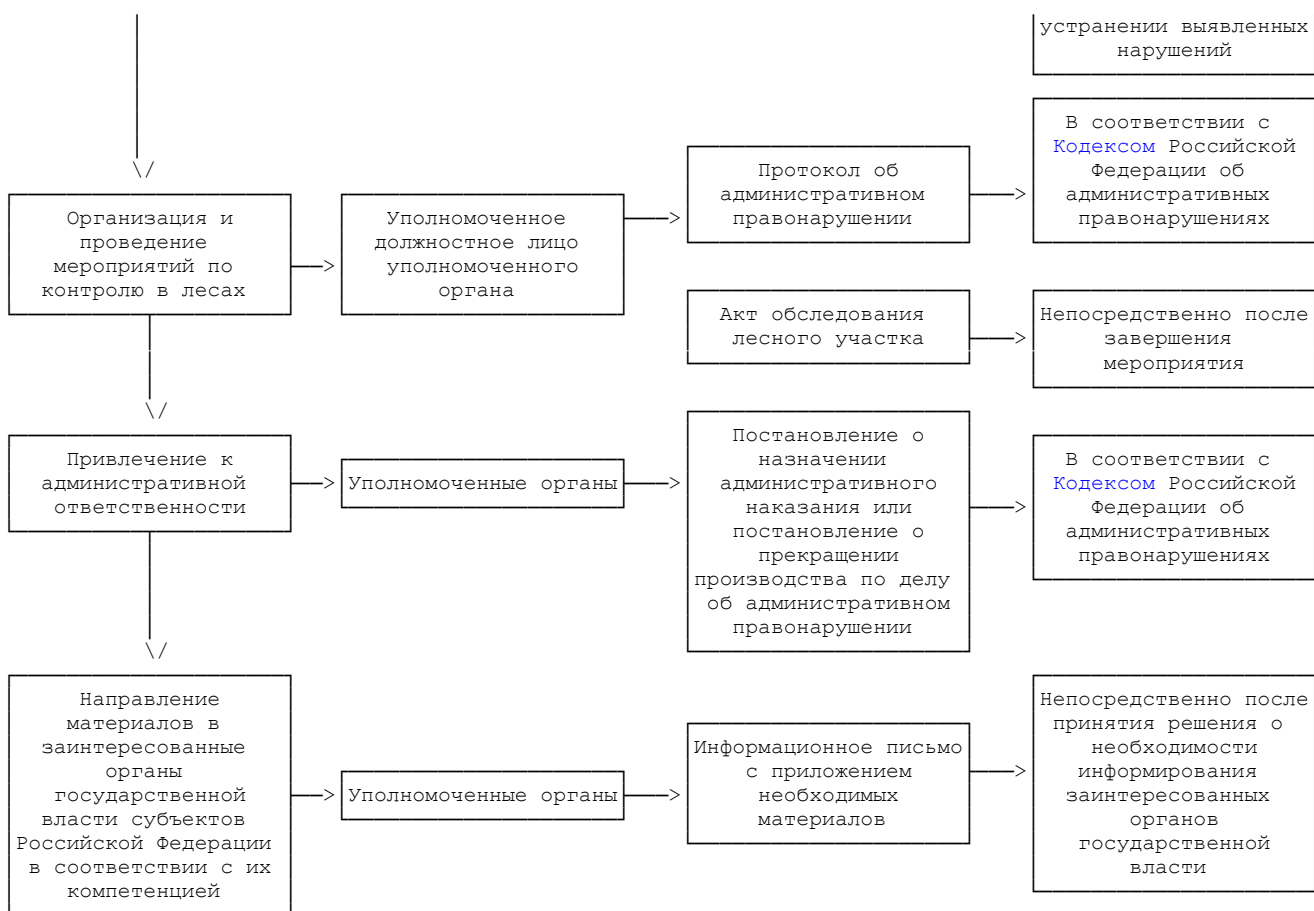 устранении выявленных
нарушений
В соответствии с
Кодексом Российской
Федерации об
административных
правонарушениях
Протокол об
административном
правонарушении
Организация и
проведение
мероприятий по
контролю в лесах
Уполномоченное
должностное лицо
уполномоченного
органа
Акт обследования
лесного участка
Непосредственно после
завершения
мероприятия
Привлечение к
административной
ответственности
Уполномоченные органы
Постановление о
назначении
административного
наказания или
постановление о
прекращении
производства по делу
об административном
правонарушении
В соответствии с
Кодексом Российской
Федерации об
административных
правонарушениях
Направление
материалов в
заинтересованные
органы
государственной
власти субъектов
Российской Федерации
в соответствии с их
компетенцией
Уполномоченные органы
Информационное письмо
с приложением
необходимых
материалов
Непосредственно после
принятия решения о
необходимости
информирования
заинтересованных
органов
государственной
власти